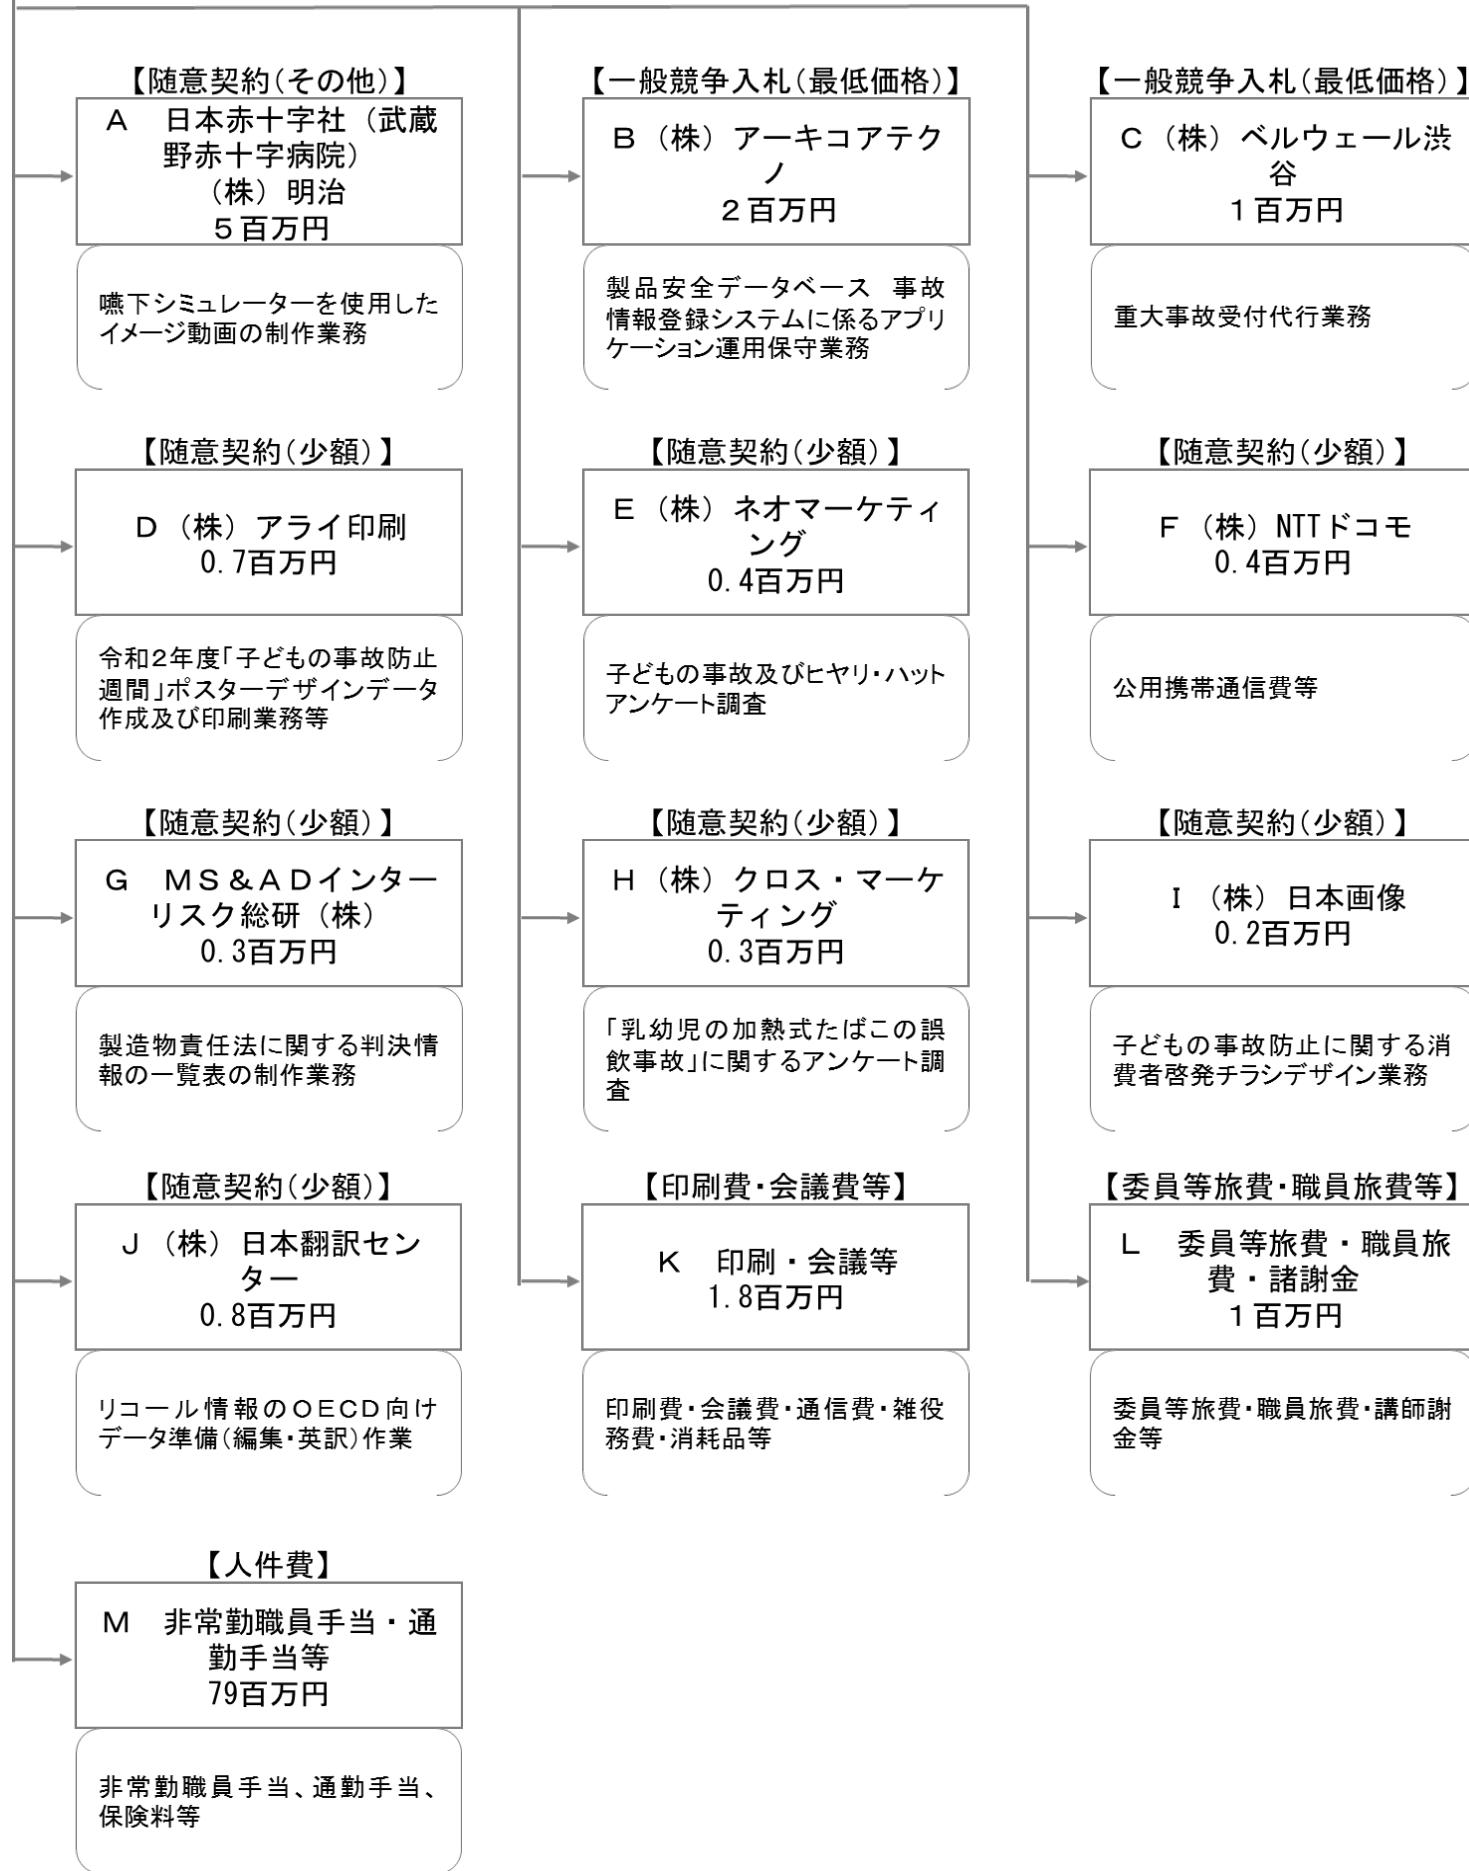 【随意契約(その他)】
A　日本赤十字社（武蔵
野赤十字病院）
（株）明治
５百万円
嚥下シミュレーターを使用した
イメージ動画の制作業務
【一般競争入札(最低価格)】
B（株）アーキコアテク
ノ
２百万円
製品安全データベース　事故
情報登録システムに係るアプリ
ケーション運用保守業務
【一般競争入札(最低価格)】
C（株）ベルウェール渋
谷
１百万円
重大事故受付代行業務
【随意契約(少額)】
D（株）アライ印刷
0.7百万円
令和2年度「子どもの事故防止
週間」ポスターデザインデータ
作成及び印刷業務等
【随意契約(少額)】
E（株）ネオマーケティ
ング
0.4百万円
子どもの事故及びヒヤリ・ハット
アンケート調査
【随意契約(少額)】
F（株）NTTドコモ
0.4百万円
公用携帯通信費等
【随意契約(少額)】
G　ＭＳ＆ＡＤインター
リスク総研（株）
0.3百万円
製造物責任法に関する判決情
報の一覧表の制作業務
【随意契約(少額)】
H（株）クロス・マーケ
ティング
0.3百万円
「乳幼児の加熱式たばこの誤
飲事故」に関するアンケート調
査
【随意契約(少額)】
I（株）日本画像
0.2百万円
子どもの事故防止に関する消
費者啓発チラシデザイン業務
【随意契約(少額)】
J（株）日本翻訳セン
ター
0.8百万円
リコール情報のＯＥＣＤ向け
データ準備(編集・英訳)作業
【印刷費・会議費等】
K　印刷・会議等
1.8百万円
印刷費・会議費・通信費・雑役
務費・消耗品等
【委員等旅費・職員旅費等】
L　委員等旅費・職員旅
費・諸謝金
１百万円
委員等旅費・職員旅費・講師謝
金等
【人件費】
M　非常勤職員手当・通
勤手当等
79百万円
非常勤職員手当、通勤手当、
保険料等